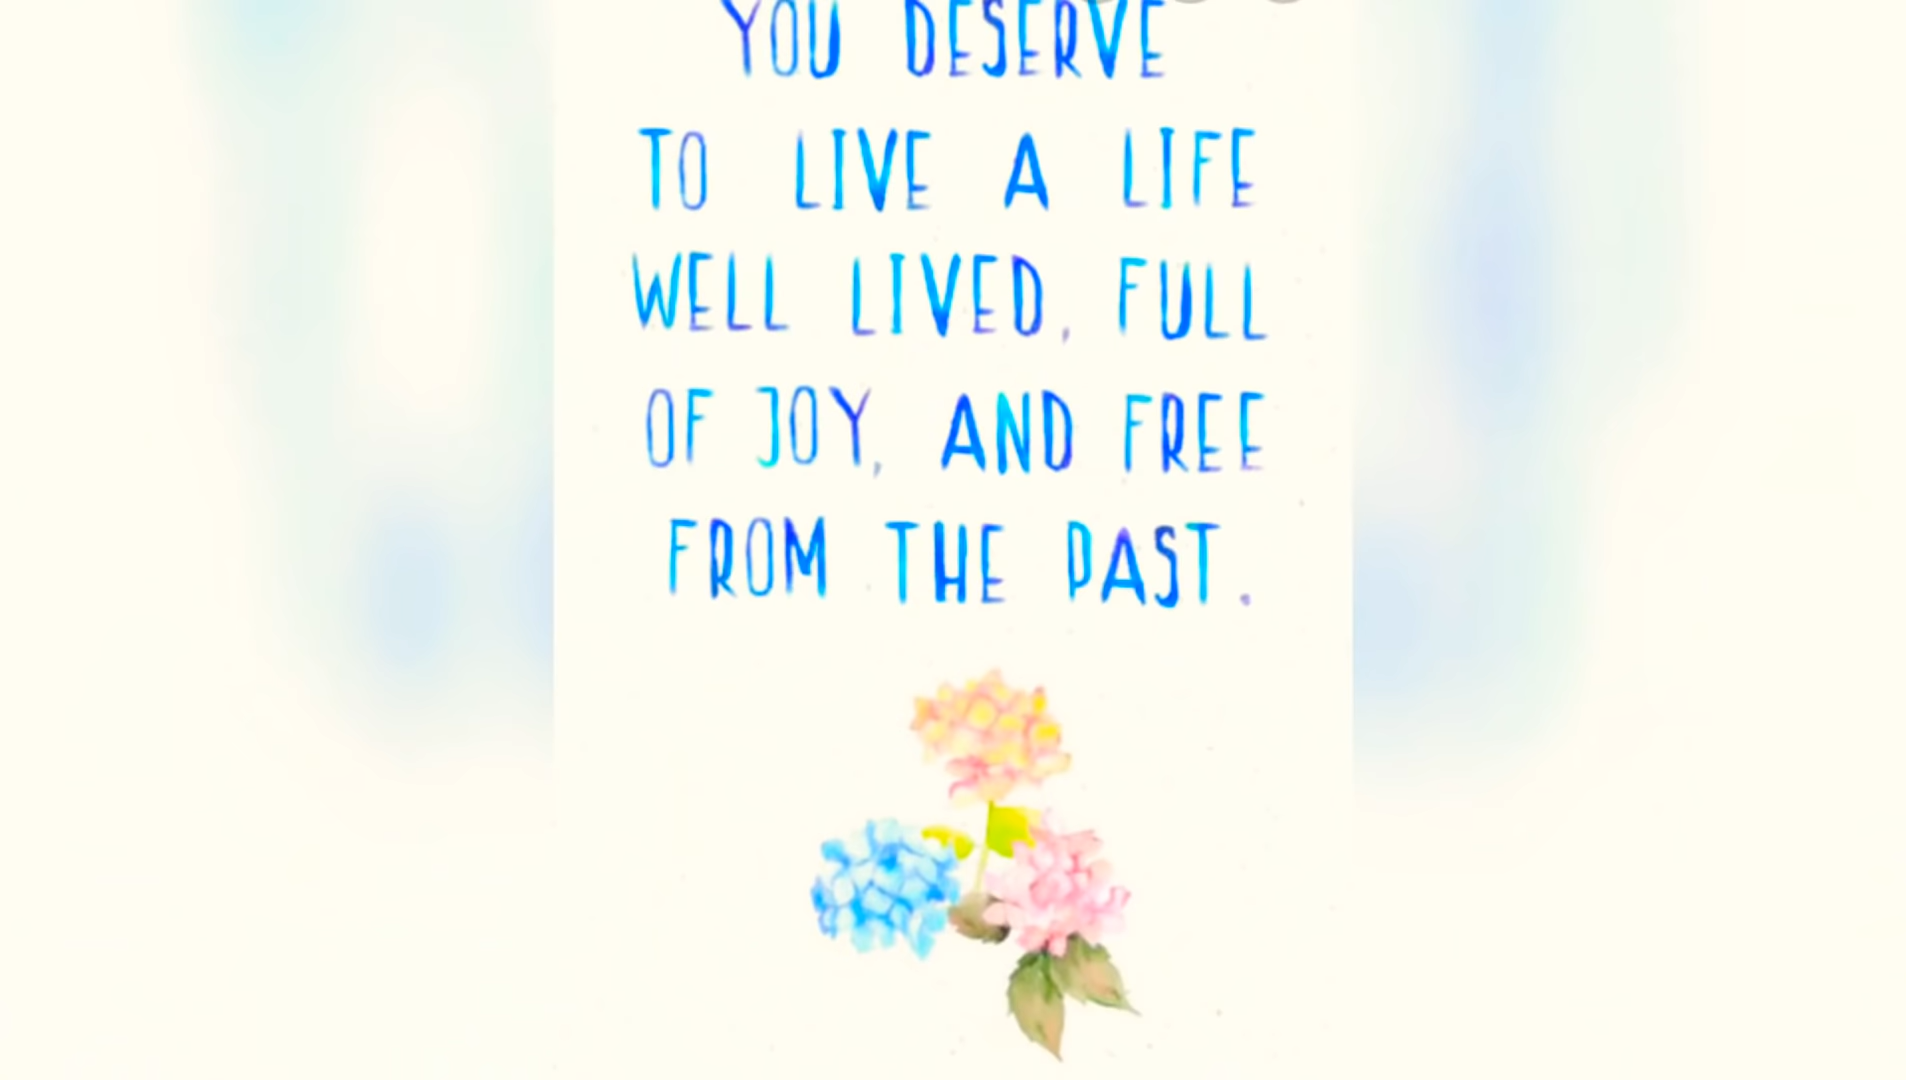 YOU DESERVE
TO LIVE A LIFE
WELL LIVED, FULL
OF JOY, AND FREE
FROM THE PAST.